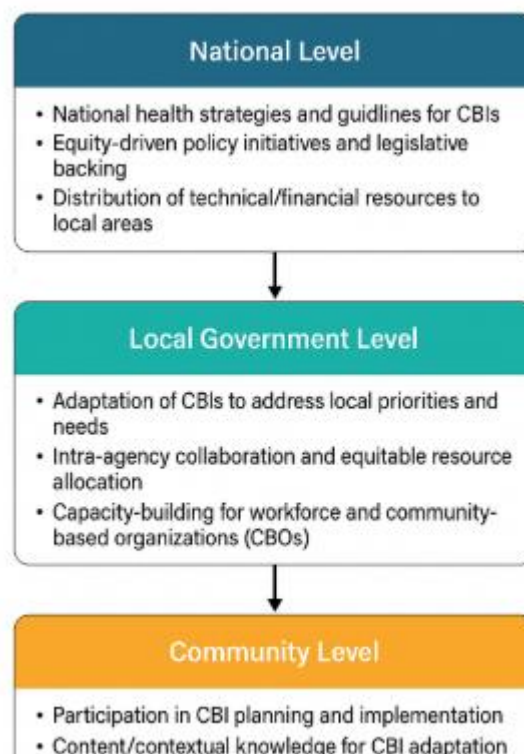 National Level
• National health strategies and guidlines for CBIs
• Equity-driven policy initiatives and legislative
backing
• Distribution of technical/financial resources to
local areas
Local Government Level
• Adaptation of CBIs to address local priorities and
needs
• Intra-agency collaboration and equitable resource
allocation
• Capacity-building for workforce and community-
based organizations (CBOs)
Community Level
• Participation in CBI planning and implementation
• Content/contextual knowledge for CBI adaptation